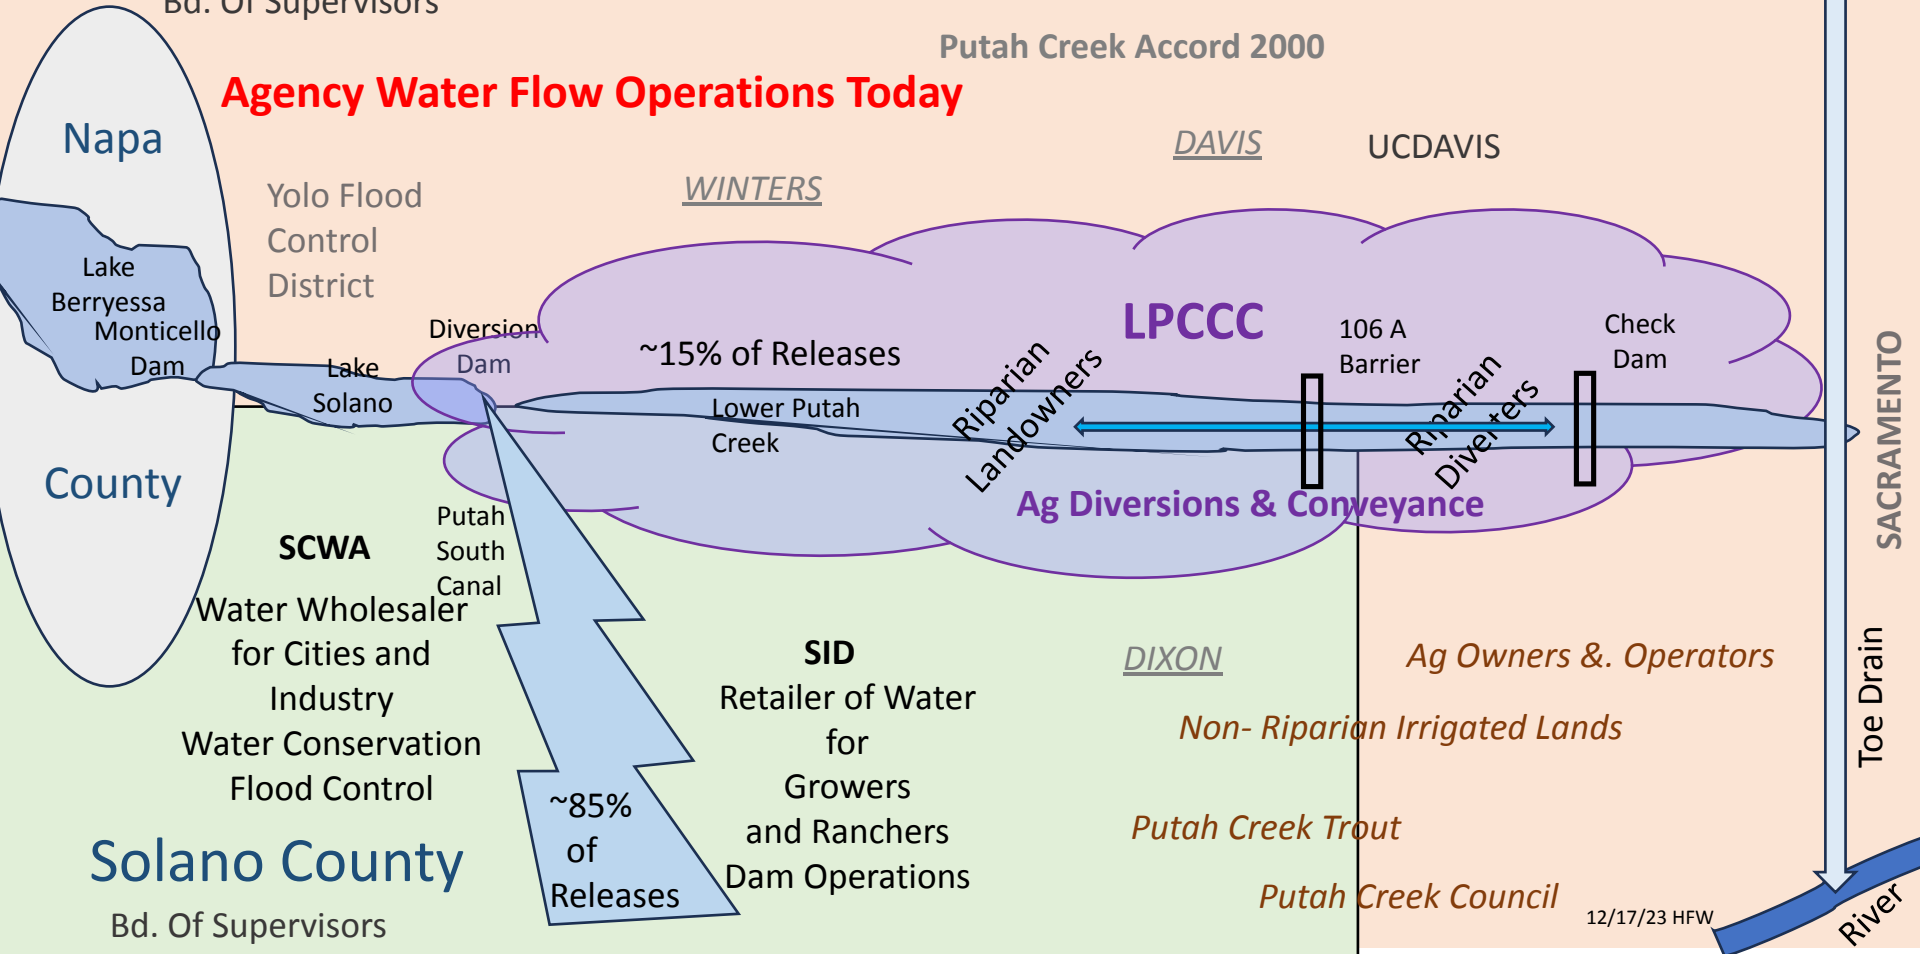 Bd. Of Supervisors
Putah Creek Accord 2000
Agency Water Flow Operations Today
Napa
County
DAVIS
UCDAVIS
WINTERS
Yolo Flood
Control
District
Lake
Berryessa
Monticello
Dam
Lake
Solano
Diversion
Dam
~15% of Releases
LPCCC
106 A
Barrier
Check
Dam
Lower Putah
Creek
Riparian
Landowners
Riparian
Diverters
Ag Diversions & Conveyance
SACRAMENTO
Putah
South
Canal
SCWA
Water Wholesaler
for Cities and
Industry
Water Conservation
Flood Control
SID
Retailer of Water
for
Growers
and Ranchers
Dam Operations
DIXON
Ag Owners &. Operators
Non- Riparian Irrigated Lands
Toe Drain
~85%
of
Releases
Putah Creek Trout
Putah Creek Council
Solano County
Bd. Of Supervisors
12/17/23 HFW
River